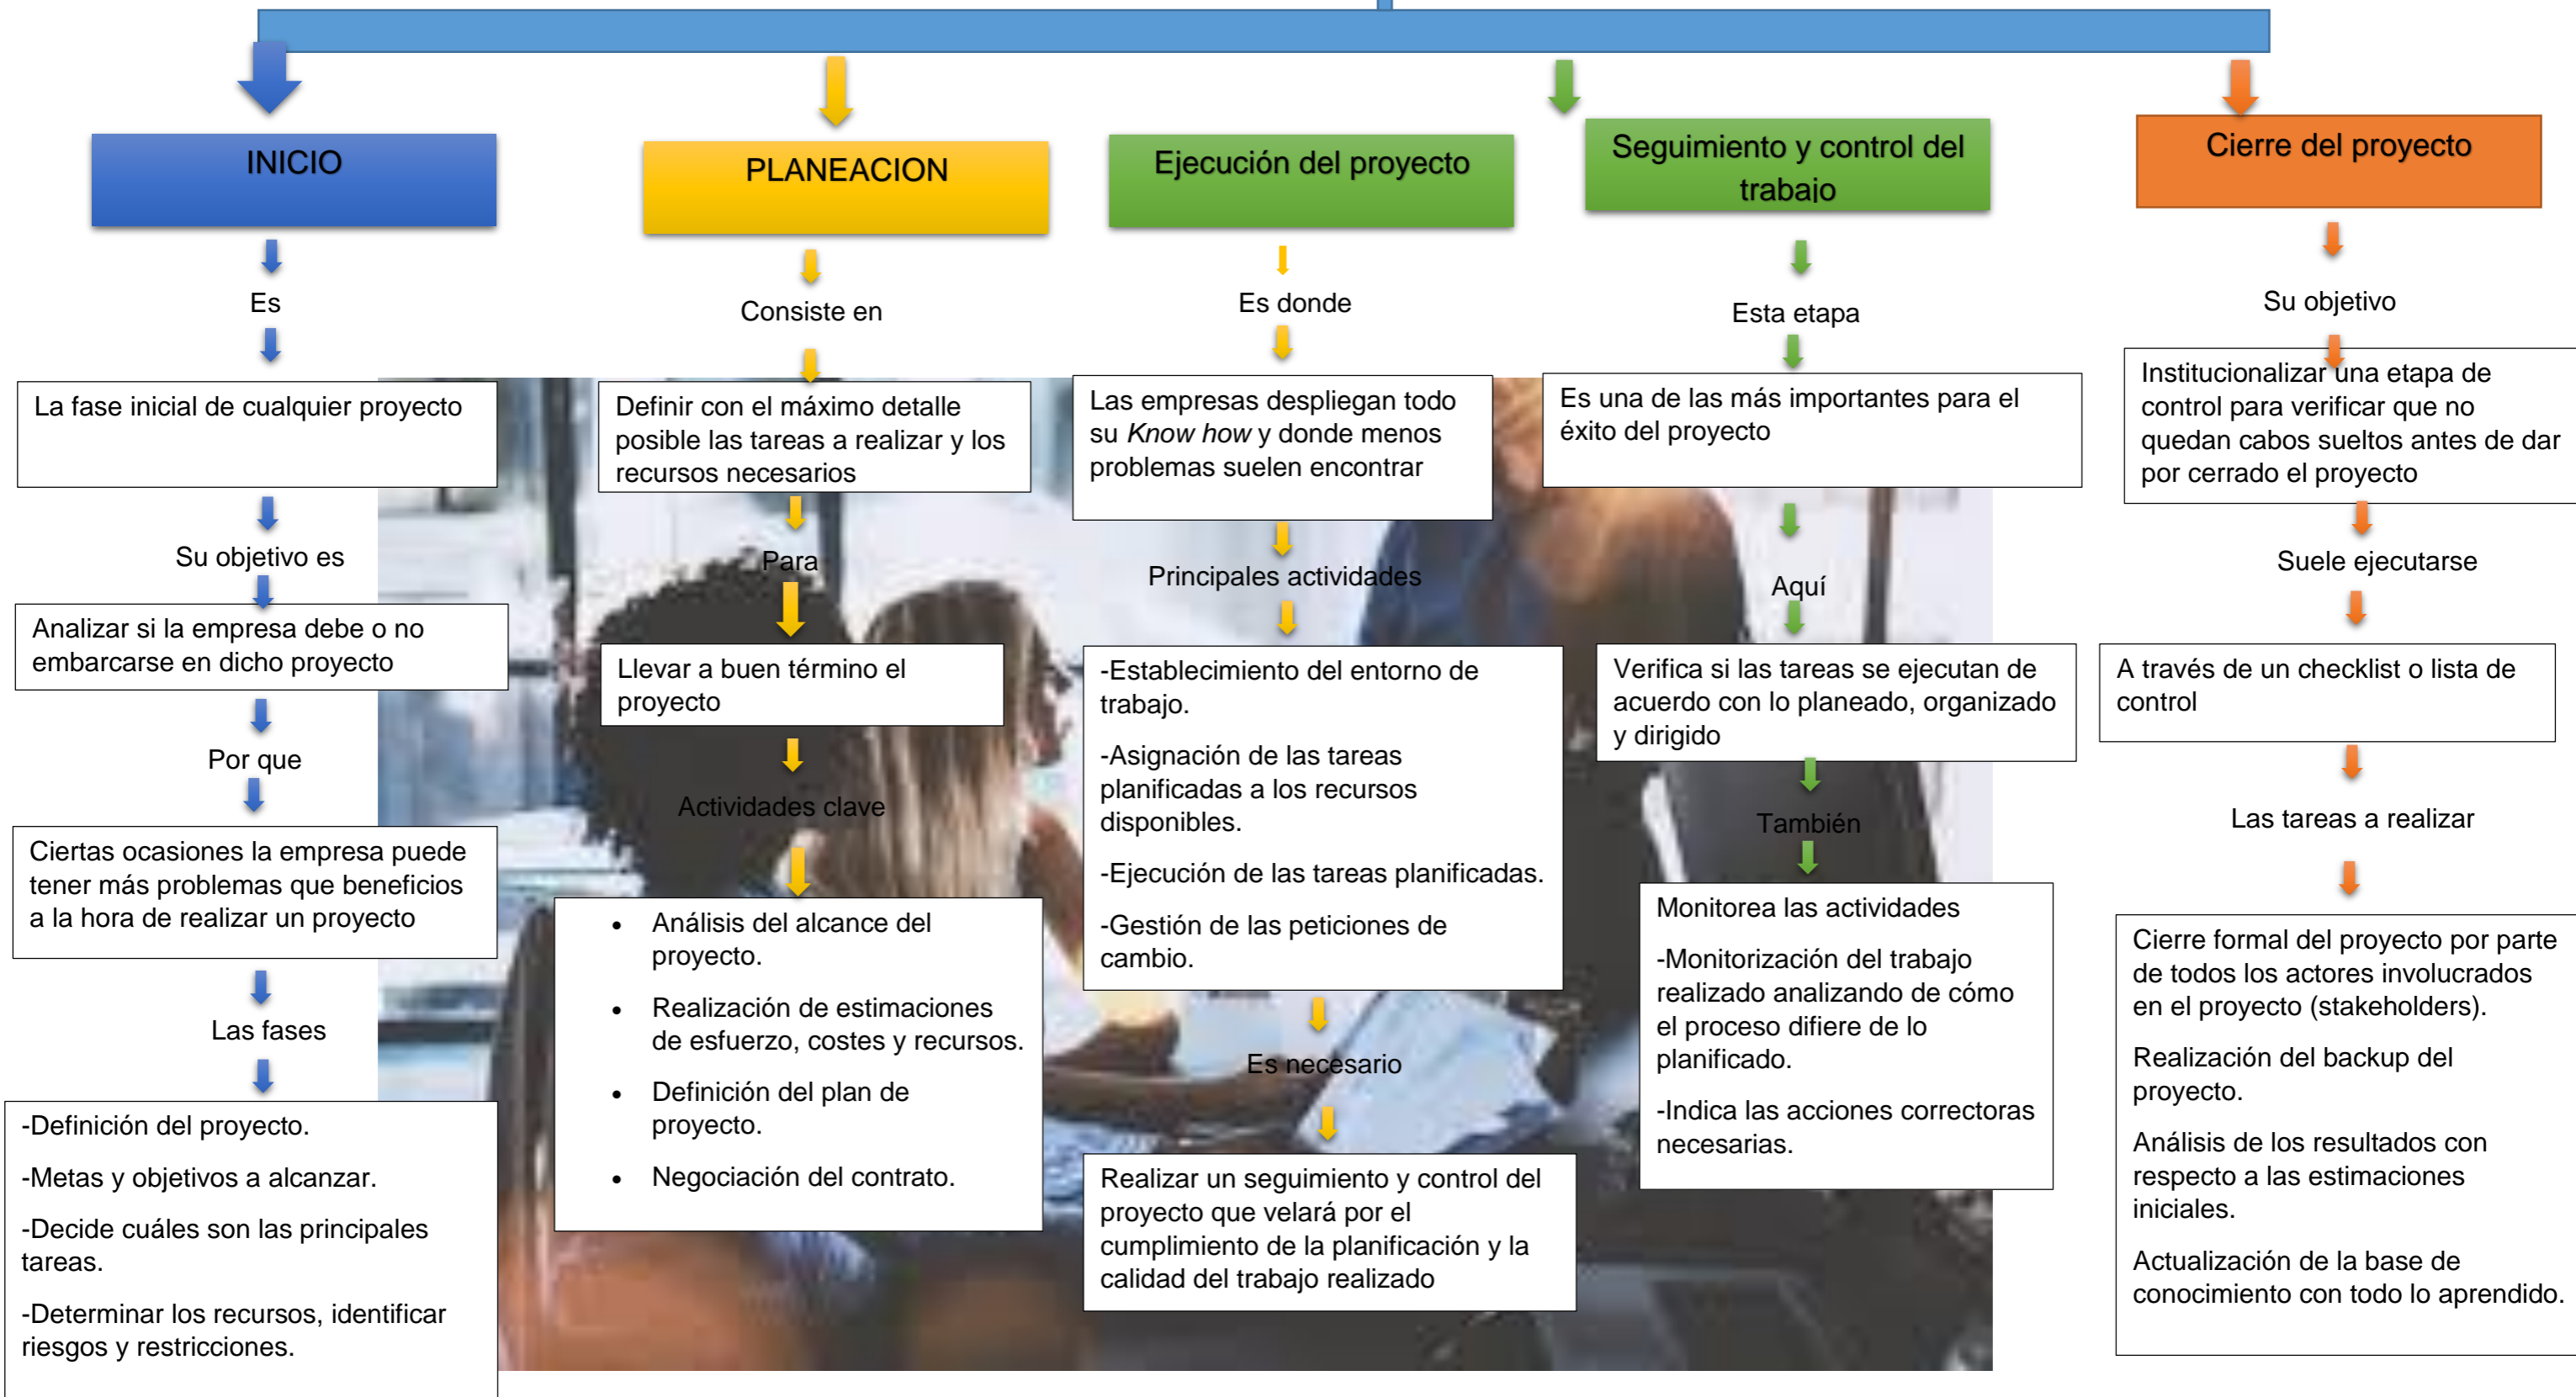 INICIO
Es
La fase inicial de cualquier proyecto
Su objetivo es
Analizar si la empresa debe o no
embarcarse en dicho proyecto
Por que
Ciertas ocasiones la empresa puede
tener más problemas que beneficios
a la hora de realizar un proyecto
Las fases
-Definición del proyecto.
-Metas y objetivos a alcanzar.
-Decide cuáles son las principales
tareas.
-Determinar los recursos, identificar
riesgos y restricciones.
PLANEACION
Consiste en
Definir con el máximo detalle
posible las tareas a realizar y los
recursos necesarios
Para
Llevar a buen término el
proyecto
Actividades clave
• Análisis del alcance del
proyecto.
• Realización de estimaciones
de esfuerzo, costes y recursos.
• Definición del plan de
proyecto.
• Negociación del contrato.
Ejecución del proyecto
Es donde
Las empresas despliegan todo
su Know how y donde menos
problemas suelen encontrar
Principales actividades
-Establecimiento del entorno de
trabajo.
-Asignación de las tareas
planificadas a los recursos
disponibles.
-Ejecución de las tareas planificadas.
-Gestión de las peticiones de
cambio.
Es necesario
Realizar un seguimiento y control del
proyecto que velará por el
cumplimiento de la planificación y la
calidad del trabajo realizado
Seguimiento y control del
trabajo
Esta etapa
Es una de las más importantes para el
éxito del proyecto
Aquí
Verifica si las tareas se ejecutan de
acuerdo con lo planeado, organizado
y dirigido
También
Monitorea las actividades
-Monitorización del trabajo
realizado analizando de cómo
el proceso difiere de lo
planificado.
-Indica las acciones correctoras
necesarias.
Cierre del proyecto
Su objetivo
Institucionalizar una etapa de
control para verificar que no
quedan cabos sueltos antes de dar
por cerrado el proyecto
Suele ejecutarse
A través de un checklist o lista de
control
Las tareas a realizar
Cierre formal del proyecto por parte
de todos los actores involucrados
en el proyecto (stakeholders).
Realización del backup del
proyecto.
Análisis de los resultados con
respecto a las estimaciones
iniciales.
Actualización de la base de
conocimiento con todo lo aprendido.